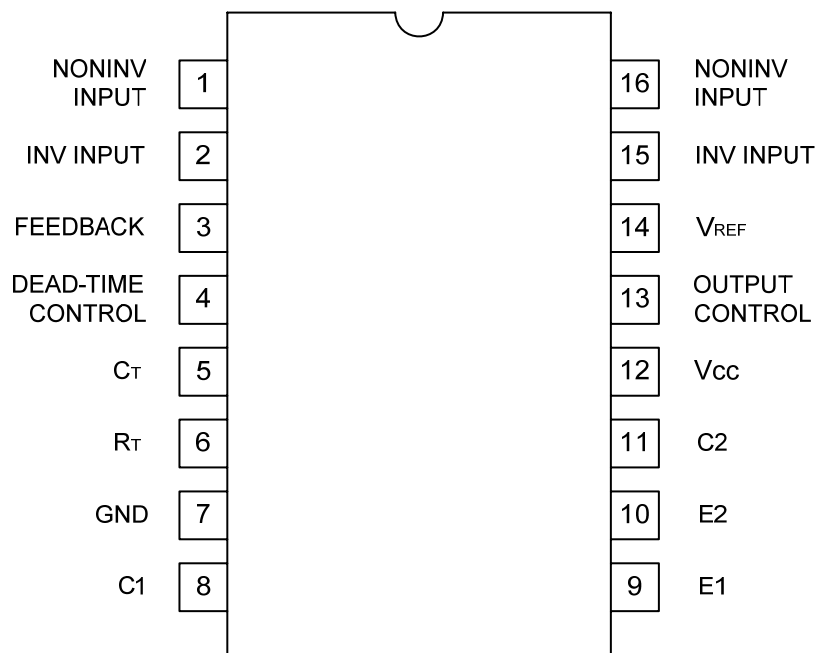 NONINV
INPUT
1
16
NONINV
INPUT
INV INPUT
2
15
INV INPUT
FEEDBACK
3
14
VREF
DEAD-TIME
CONTROL
4
13
OUTPUT
CONTROL
CT
5
12
Vcc
RT
6
11
C2
GND
7
10
E2
C1
8
9
E1